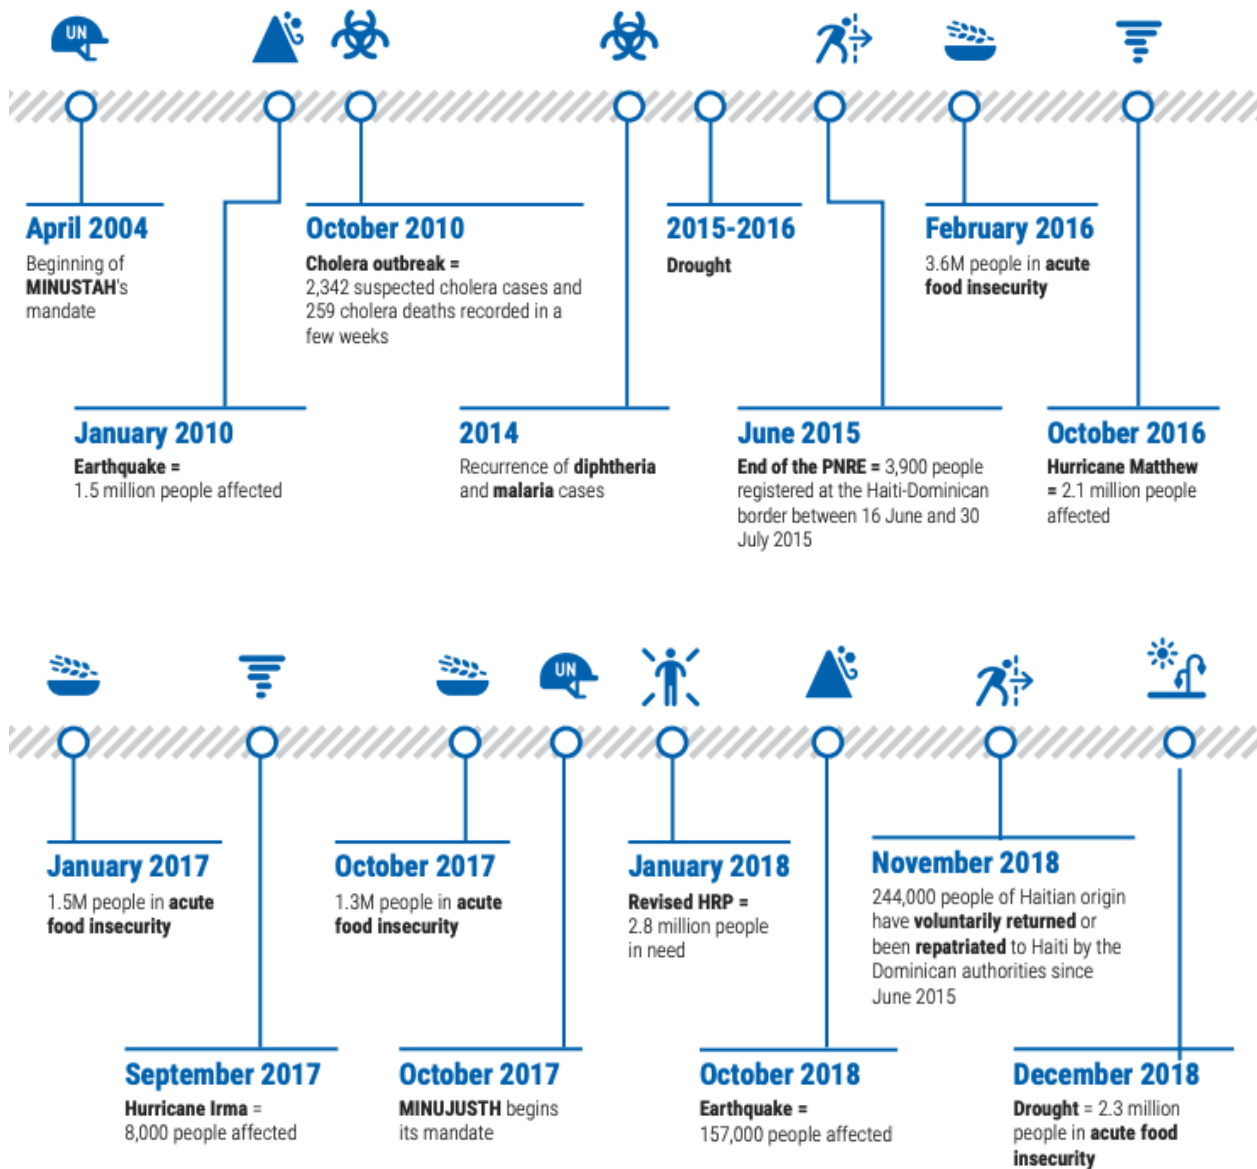 UN
April 2004
Beginning of
MINUSTAH's
mandate
January 2010
Earthquake =
1.5 million people affected
October 2010
Cholera outbreak =
2,342 suspected cholera cases and
259 cholera deaths recorded in a
few weeks
2014
Recurrence of diphtheria
and malaria cases
2015-2016
Drought
June 2015
End of the PNRE = 3,900 people
registered at the Haiti-Dominican
border between 16 June and 30
July 2015
February 2016
3.6M people in acute
food insecurity
October 2016
Hurricane Matthew
= 2.1 million people
affected
January 2017
1.5M people in acute
food insecurity
September 2017
Hurricane Irma =
8,000 people affected
October 2017
1.3M people in acute
food insecurity
UN
October 2017
MINUJUSTH begins
its mandate
January 2018
Revised HRP =
2.8 million people
in need
October 2018
Earthquake =
157,000 people affected
November 2018
244,000 people of Haitian origin
have voluntarily returned or
been repatriated to Haiti by the
Dominican authorities since
June 2015
December 2018
Drought = 2.3 million
people in acute food
insecurity